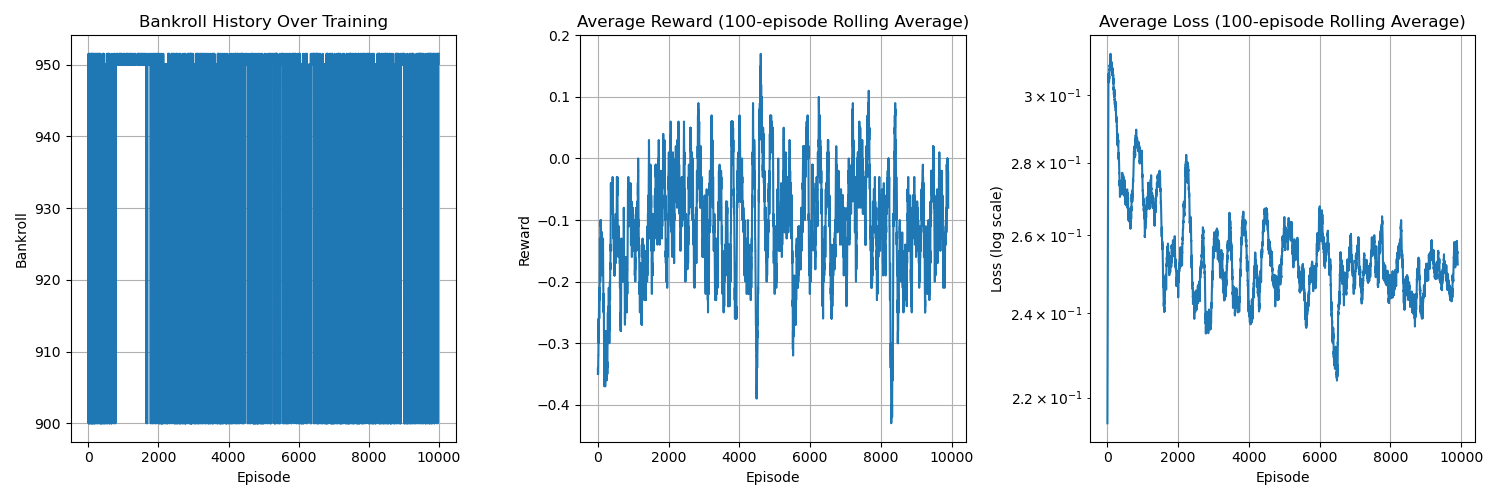 Bankroll History Over Training
Bankroll
950
940
930
920
910
900
0 2000 4000 6000 8000 10000
Episode
Average Reward (100-episode Rolling Average)
Reward
0.2
0.1
0.0
−0.1
−0.2
−0.3
−0.4
0 2000 4000 6000 8000 10000
Episode
Average Loss (100-episode Rolling Average)
Loss (log scale)
3 × 10⁻¹
2.8 × 10⁻¹
2.6 × 10⁻¹
2.4 × 10⁻¹
2.2 × 10⁻¹
0 2000 4000 6000 8000 10000
Episode